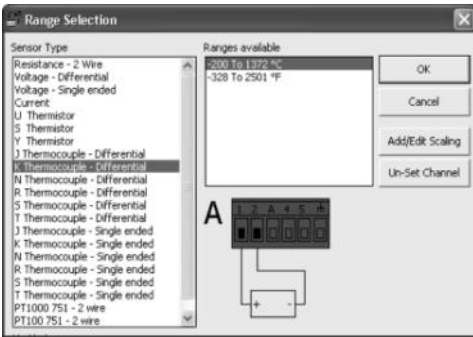 Range Selection
Sensor Type
Resistance - 2 Wire
Voltage - Differential
Voltage - Single ended
Current
U Thermistor
S Thermistor
Y Thermistor
J Thermocouple - Differential
K Thermocouple - Differential
N Thermocouple - Differential
R Thermocouple - Differential
S Thermocouple - Differential
T Thermocouple - Differential
J Thermocouple - Single ended
K Thermocouple - Single ended
N Thermocouple - Single ended
R Thermocouple - Single ended
S Thermocouple - Single ended
T Thermocouple - Single ended
PT1000 751 - 2 wire
PT100 751 - 2 wire
Ranges available
-200 To 1372 °C
-328 To 2501 °F
A
1 2 A 4 5
+ -
OK
Cancel
Add/Edit Scaling
Un-Set Channel